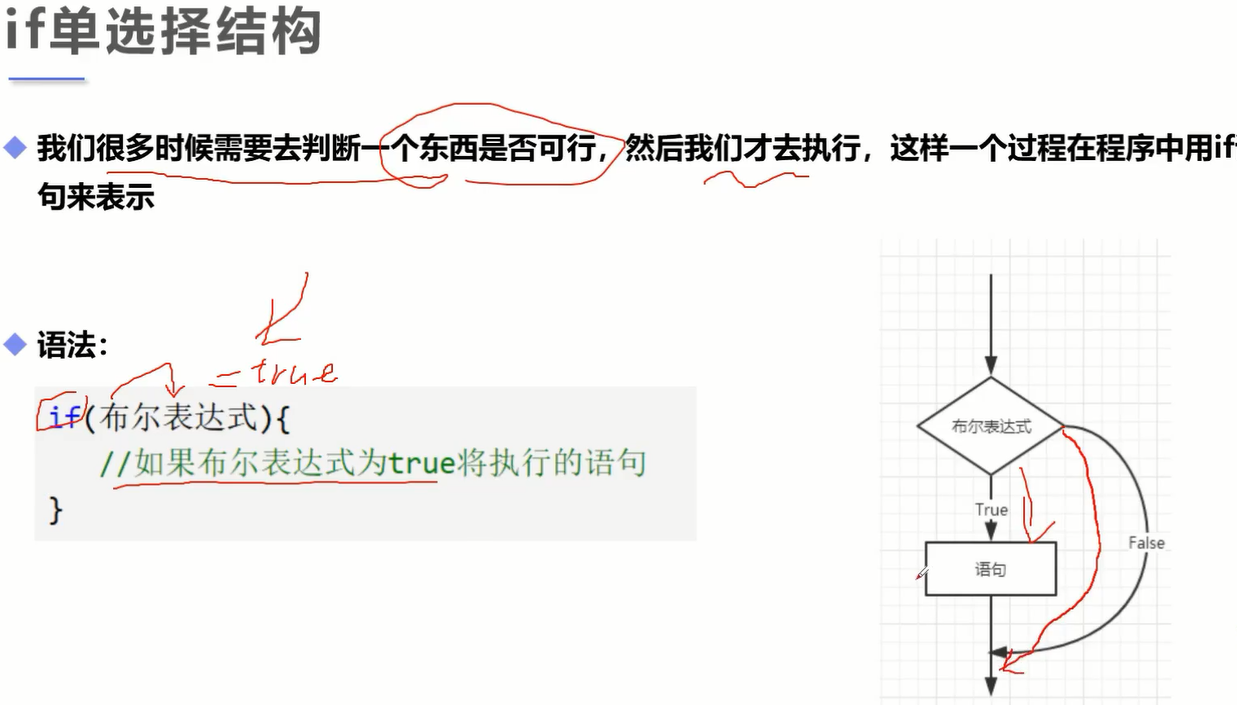 if单选择结构
我们很多时候需要去判断一个东西是否可行，然后我们才去执行，这样一个过程在程序中用if
句来表示
语法：
= true
if(布尔表达式){
//如果布尔表达式为true将执行的语句
}
布尔表达式
True
False
语句